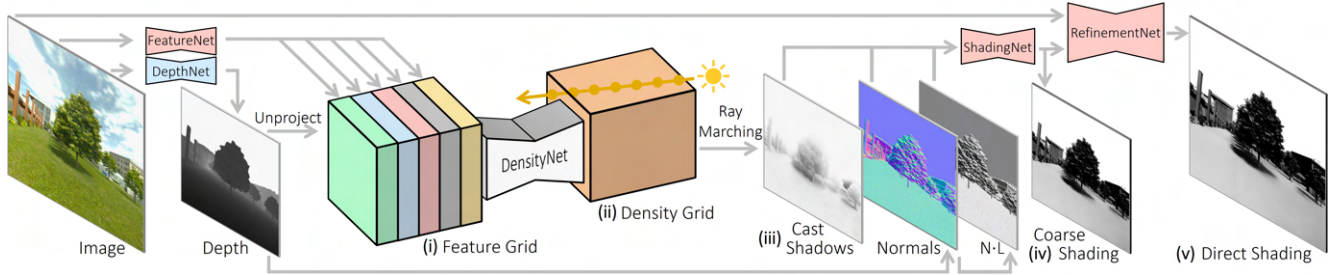 FeatureNet
DepthNet
Unproject
DensityNet
Ray
Marching
ShadingNet
RefinementNet
Image
Depth
(i) Feature Grid
(ii) Density Grid
(iii) Cast
Shadows
Normals
N·L
Coarse
(iv) Shading
(v) Direct Shading